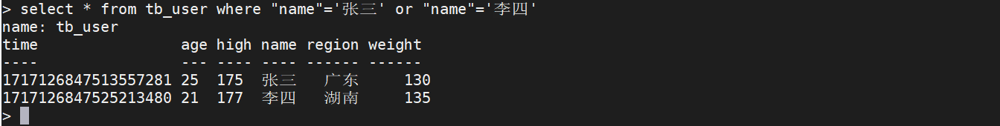 > select * from tb_user where "name"='张三' or "name"='李四'
name: tb_user
time                age high name region weight
----                --- ---- ---- ------ ------
1717126847513557281 25  175  张三   广东     130
1717126847525213480 21  177  李四   湖南     135
>